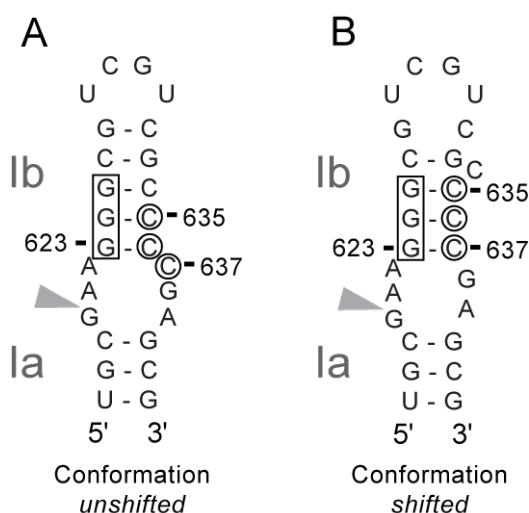 A
C G
U U
G - C
Ib C - G
G - C
G - C - 635
623 - G - C
A C - 637
A G
G A
C - G
Ia G - C
U - G
5' 3'
Conformation
unshifted
B
C G
U U
G C
Ib C - G C
G - C - 635
G - C
623 - G - C - 637
A G
A A
G
C - G
Ia G - C
U - G
5' 3'
Conformation
shifted